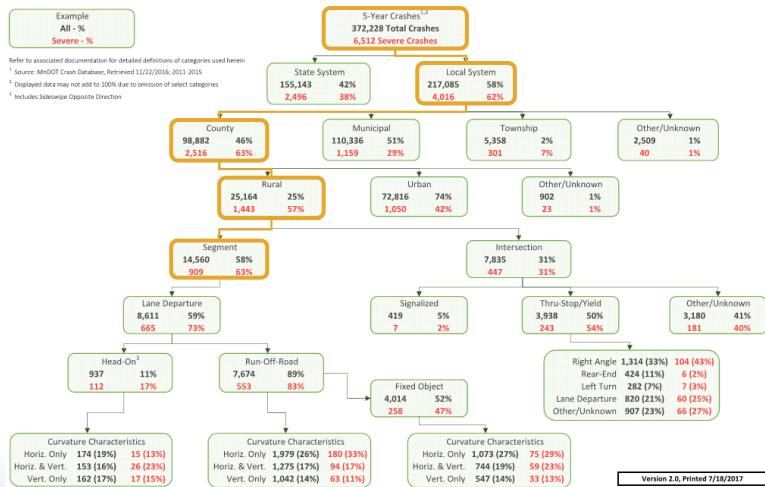 Example
All - %
Severe - %
5-Year Crashes1,2
372,228 Total Crashes
6,512 Severe Crashes
Refer to associated documentation for detailed definitions of categories used herein
1 Source: MnDOT Crash Database, Retrieved 11/22/2016; 2011-2015
2 Displayed data may not add to 100% due to omission of select categories
3 Includes Sideswipe Opposite Direction
State System
155,143 42%
2,496 38%
Local System
217,085 58%
4,016 62%
County
98,882 46%
2,516 63%
Municipal
110,336 51%
1,159 29%
Township
5,358 2%
301 7%
Other/Unknown
2,509 1%
40 1%
Rural
25,164 25%
1,443 57%
Urban
72,816 74%
1,050 42%
Other/Unknown
902 1%
23 1%
Segment
14,560 58%
909 63%
Intersection
7,835 31%
447 31%
Lane Departure
8,611 59%
665 73%
Signalized
419 5%
7 2%
Thru-Stop/Yield
3,938 50%
243 54%
Other/Unknown
3,180 41%
181 40%
Head-On3
937 11%
112 17%
Run-Off-Road
7,674 89%
553 83%
Fixed Object
4,014 52%
258 47%
Right Angle 1,314 (33%) 104 (43%)
Rear-End 424 (11%) 6 (2%)
Left Turn 282 (7%) 7 (3%)
Lane Departure 820 (21%) 60 (25%)
Other/Unknown 907 (23%) 66 (27%)
Curvature Characteristics
Horiz. Only 174 (19%) 15 (13%)
Horiz. & Vert. 153 (16%) 26 (23%)
Vert. Only 162 (17%) 17 (15%)
Curvature Characteristics
Horiz. Only 1,979 (26%) 180 (33%)
Horiz. & Vert. 1,275 (17%) 94 (17%)
Vert. Only 1,042 (14%) 63 (11%)
Curvature Characteristics
Horiz. Only 1,073 (27%) 75 (29%)
Horiz. & Vert. 744 (19%) 59 (23%)
Vert. Only 547 (14%) 33 (13%)
Version 2.0, Printed 7/18/2017